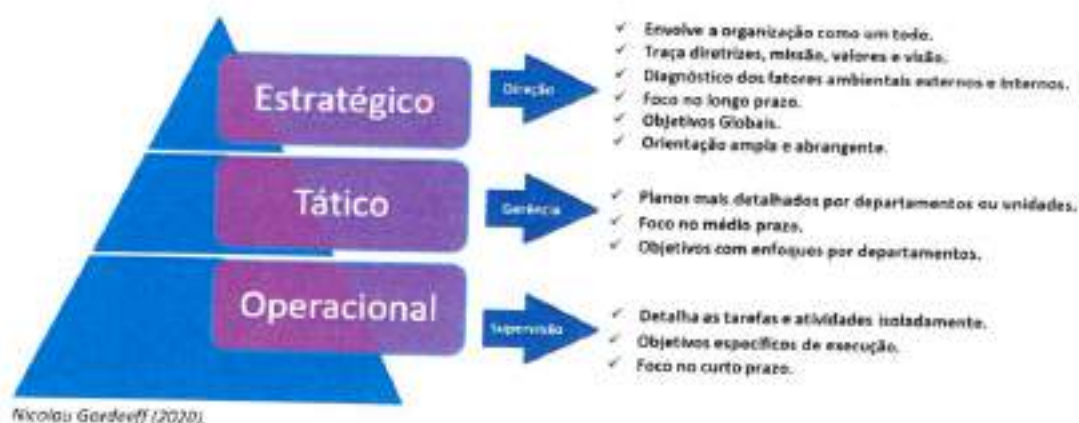 Estratégico
Direção
✓ Envolve a organização como um todo.
✓ Traça diretrizes, missão, valores e visão.
✓ Diagnóstico dos fatores ambientais externos e internos.
✓ Foco no longo prazo.
✓ Objetivos Globais.
✓ Orientação ampla e abrangente.
Tático
Gerência
✓ Planos mais detalhados por departamentos ou unidades.
✓ Foco no médio prazo.
✓ Objetivos com enfoques por departamentos.
Operacional
Supervisão
✓ Detalha as tarefas e atividades isoladamente.
✓ Objetivos específicos de execução.
✓ Foco no curto prazo.
Nicolau Gordeeff (2020).